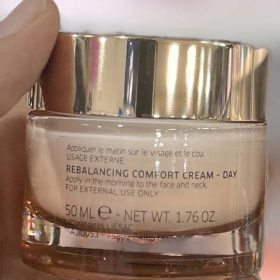 Appliquer le matin sur le visage et le cou
USAGE EXTERNE
REBALANCING COMFORT CREAM - DAY
Apply in the morning to the face and neck
FOR EXTERNAL USE ONLY
50 ML e - NET WT. 1.76 OZ.
LIERAC